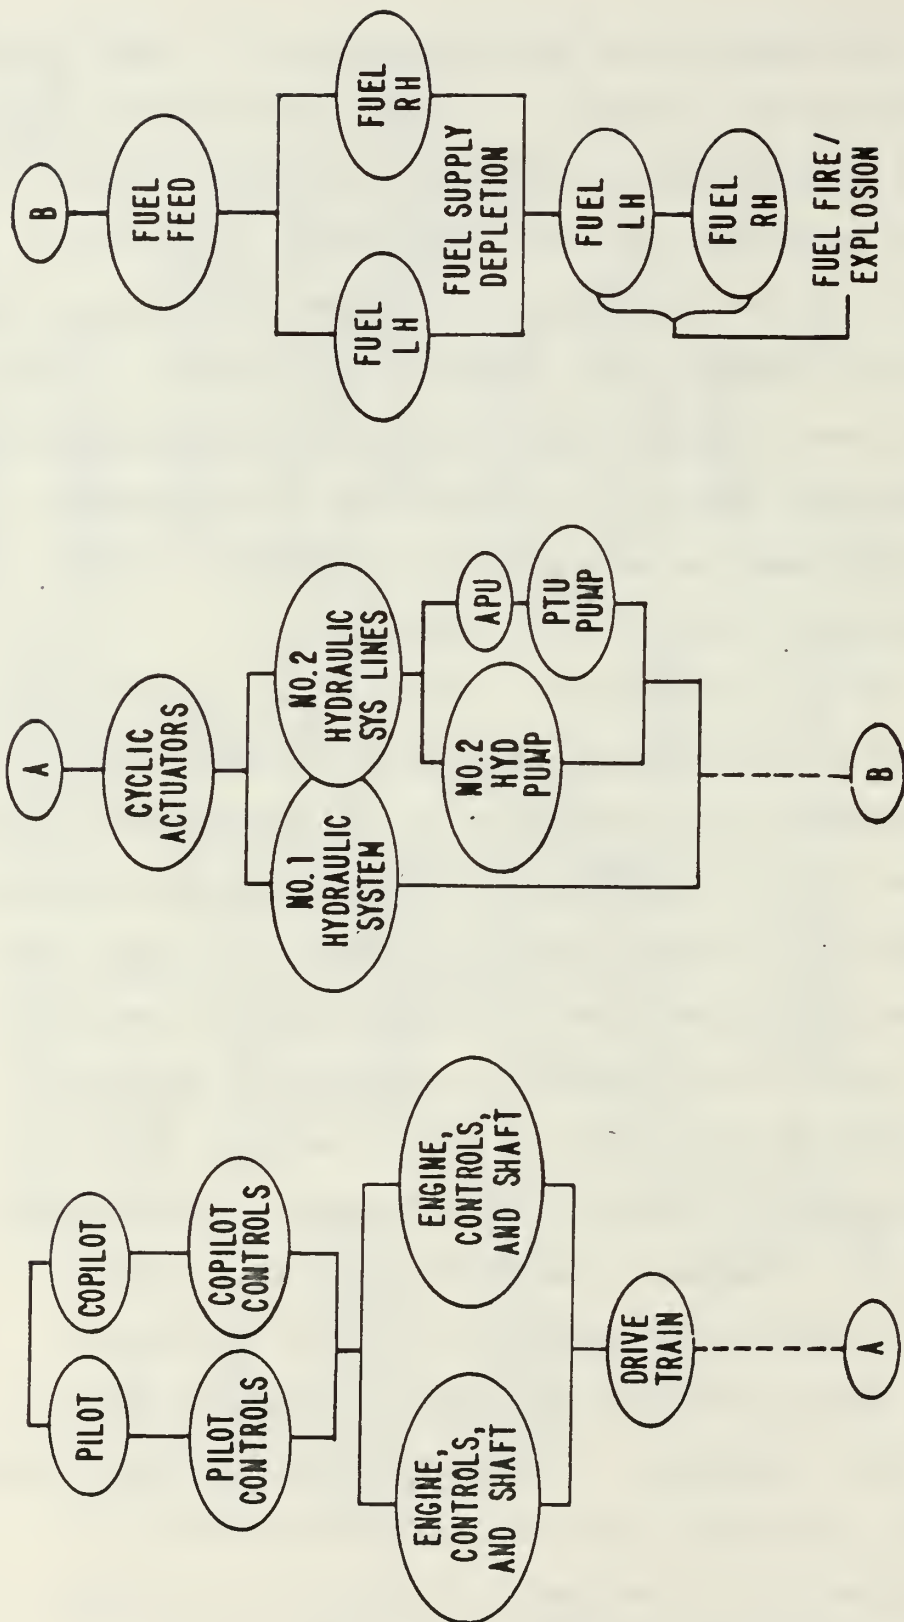 PILOT
COPILOT
PILOT
CONTROLS
COPILOT
CONTROLS
ENGINE,
CONTROLS,
AND SHAFT
ENGINE,
CONTROLS,
AND SHAFT
DRIVE
TRAIN
A
A
CYCLIC
ACTUATORS
NO.1
HYDRAULIC
SYSTEM
NO.2
HYDRAULIC
SYS LINES
NO.2
HYD
PUMP
APU
PTU
PUMP
B
B
FUEL
FEED
FUEL
LH
FUEL
RH
FUEL SUPPLY
DEPLETION
FUEL
LH
FUEL
RH
FUEL FIRE/
EXPLOSION